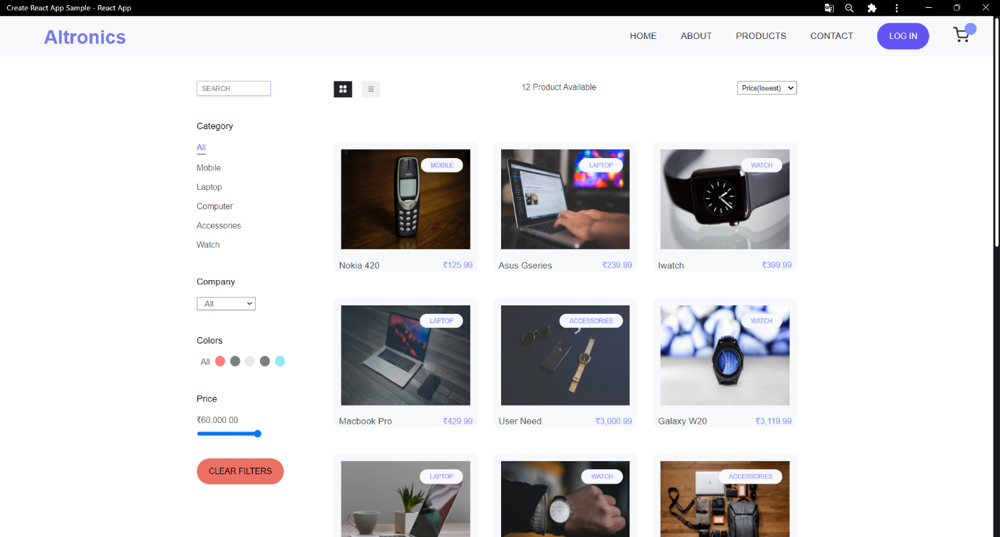 Create React App Sample - React App
Altronics
HOME ABOUT PRODUCTS CONTACT LOG IN
SEARCH
12 Product Available
Price(lowest)
Category
All
Mobile
Laptop
Computer
Accessories
Watch
Company
All
Colors
All
Price
₹60,000.00
CLEAR FILTERS
MOBILE
Nokia 420 ₹125.99
LAPTOP
Asus Gseries ₹239.99
WATCH
Iwatch ₹399.99
LAPTOP
Macbook Pro ₹429.99
ACCESSORIES
User Need ₹3,000.99
WATCH
Galaxy W20 ₹3,119.99
LAPTOP
WATCH
ACCESSORIES